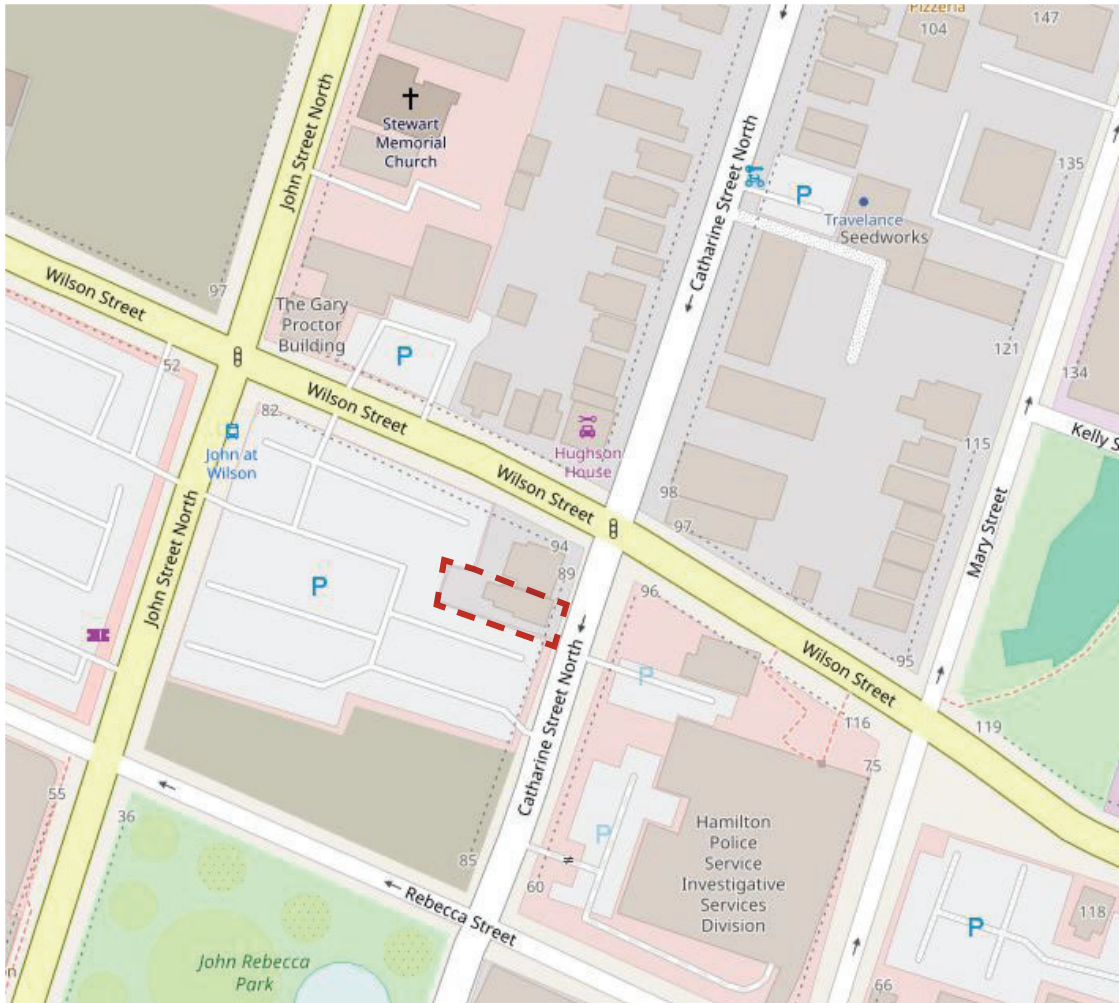 Pizzeria
104
147
Stewart
Memorial
Church
John Street North
Catharine Street North
135
P
Travelance
Seedworks
Wilson Street
97
The Gary
Proctor
Building
P
52
82
Wilson Street
121
134
Kelly S
115
John at
Wilson
Hughson
House
Wilson Street
98
97
Mary Street
94
89
P
96
John Street North
Catharine Street North
P
Wilson Street
95
116
119
75
55
36
P
85
60
Rebecca Street
Hamilton
Police
Service
Investigative
Services
Division
118
P
John Rebecca
Park
66